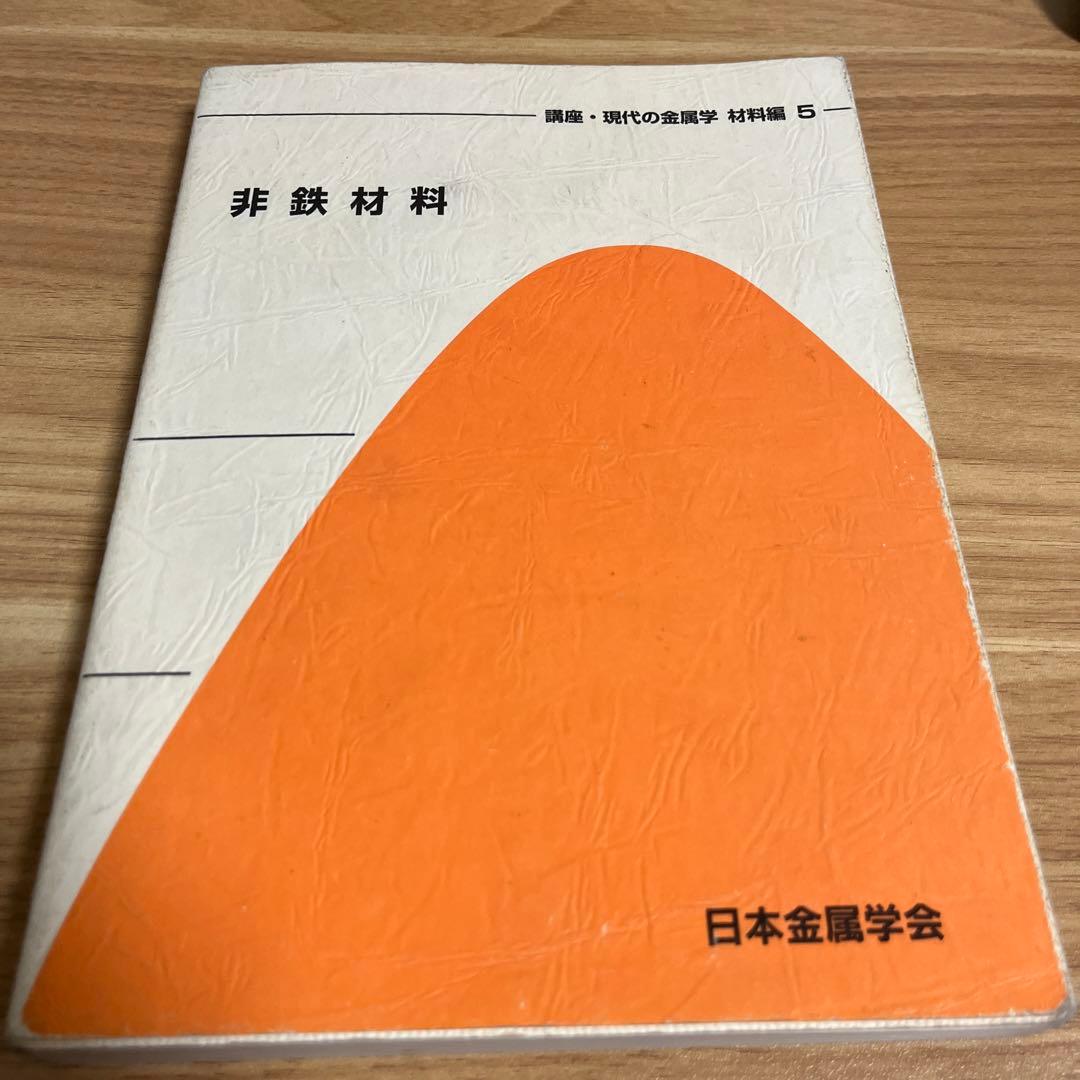 講座・現代の金属学 材料編 5
非鉄材料
日本金属学会